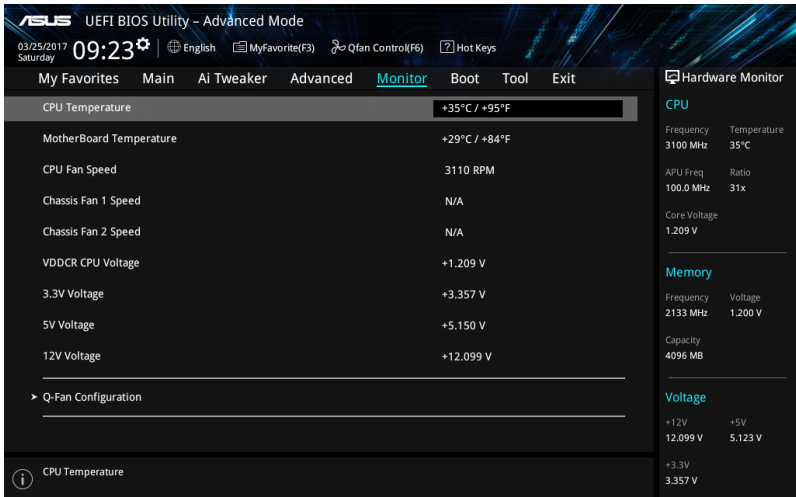 ASUS UEFI BIOS Utility – Advanced Mode
03/25/2017 Saturday 09:23 English MyFavorite(F3) Qfan Control(F6) ? Hot Keys
My Favorites Main Ai Tweaker Advanced Monitor Boot Tool Exit
Hardware Monitor
CPU Temperature +35°C / +95°F
MotherBoard Temperature +29°C / +84°F
CPU Fan Speed 3110 RPM
Chassis Fan 1 Speed N/A
Chassis Fan 2 Speed N/A
VDDCR CPU Voltage +1.209 V
3.3V Voltage +3.357 V
5V Voltage +5.150 V
12V Voltage +12.099 V
> Q-Fan Configuration
CPU Temperature
CPU
Frequency Temperature
3100 MHz 35°C
APU Freq Ratio
100.0 MHz 31x
Core Voltage
1.209 V
Memory
Frequency Voltage
2133 MHz 1.200 V
Capacity
4096 MB
Voltage
+12V +5V
12.099 V 5.123 V
+3.3V
3.357 V